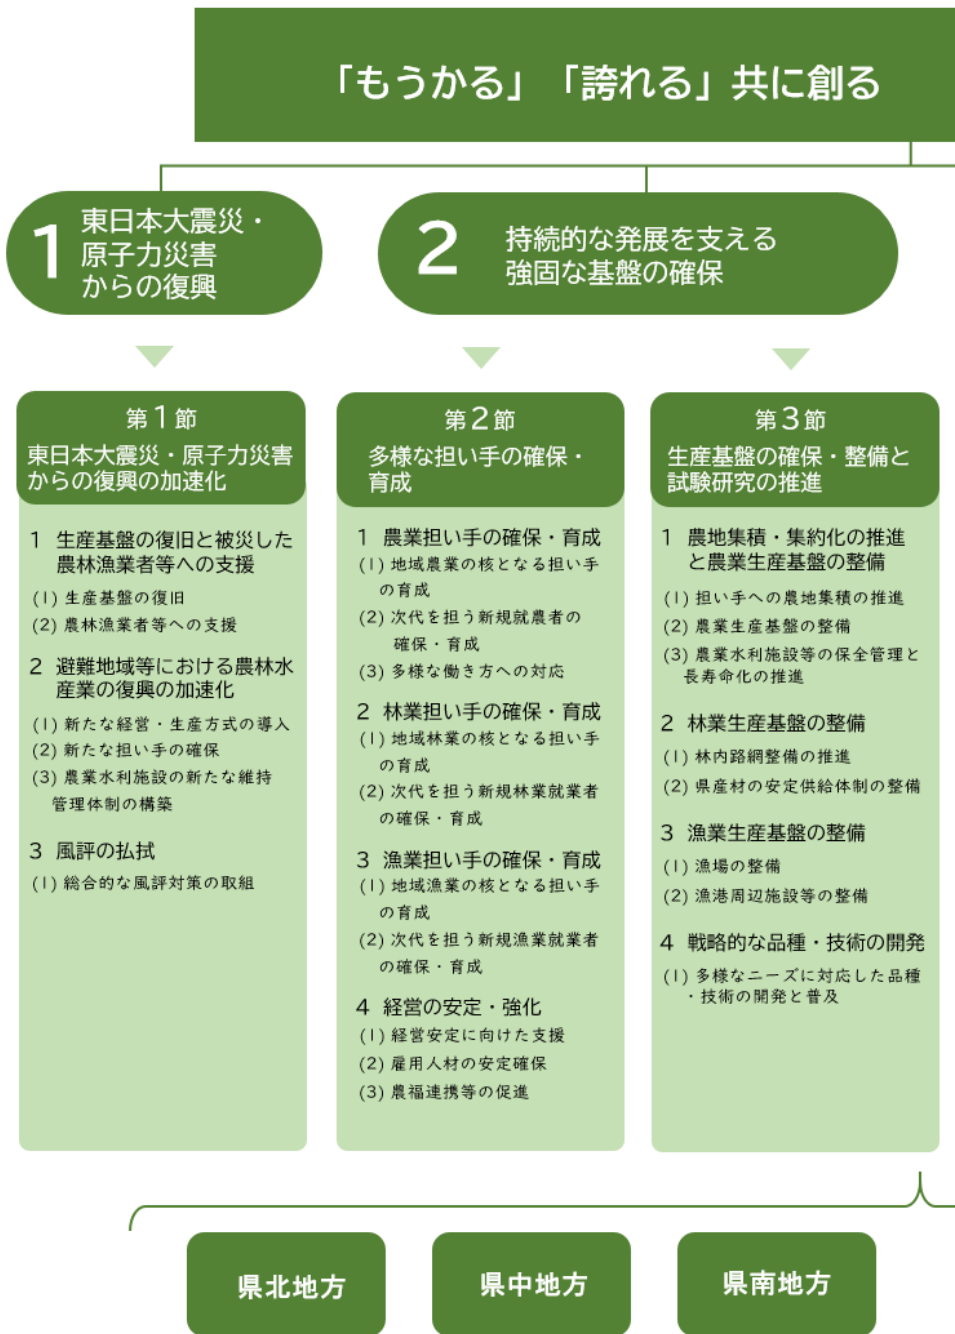 「もうかる」「誇れる」共に創る
1
東日本大震災・
原子力災害
からの復興
2
持続的な発展を支える
強固な基盤の確保
第1節
東日本大震災・原子力災害
からの復興の加速化
1 生産基盤の復旧と被災した
農林漁業者等への支援
(1) 生産基盤の復旧
(2) 農林漁業者等への支援
2 避難地域等における農林水
産業の復興の加速化
(1) 新たな経営・生産方式の導入
(2) 新たな担い手の確保
(3) 農業水利施設の新たな維持
管理体制の構築
3 風評の払拭
(1) 総合的な風評対策の取組
第2節
多様な担い手の確保・
育成
1 農業担い手の確保・育成
(1) 地域農業の核となる担い手
の育成
(2) 次代を担う新規就農者の
確保・育成
(3) 多様な働き方への対応
2 林業担い手の確保・育成
(1) 地域林業の核となる担い手
の育成
(2) 次代を担う新規林業就業者
の確保・育成
3 漁業担い手の確保・育成
(1) 地域漁業の核となる担い手
の育成
(2) 次代を担う新規漁業就業者
の確保・育成
4 経営の安定・強化
(1) 経営安定に向けた支援
(2) 雇用人材の安定確保
(3) 農福連携等の促進
第3節
生産基盤の確保・整備と
試験研究の推進
1 農地集積・集約化の推進
と農業生産基盤の整備
(1) 担い手への農地集積の推進
(2) 農業生産基盤の整備
(3) 農業水利施設等の保全管理と
長寿命化の推進
2 林業生産基盤の整備
(1) 林内路網整備の推進
(2) 県産材の安定供給体制の整備
3 漁業生産基盤の整備
(1) 漁場の整備
(2) 漁港周辺施設等の整備
4 戦略的な品種・技術の開発
(1) 多様なニーズに対応した品種
・技術の開発と普及
県北地方
県中地方
県南地方